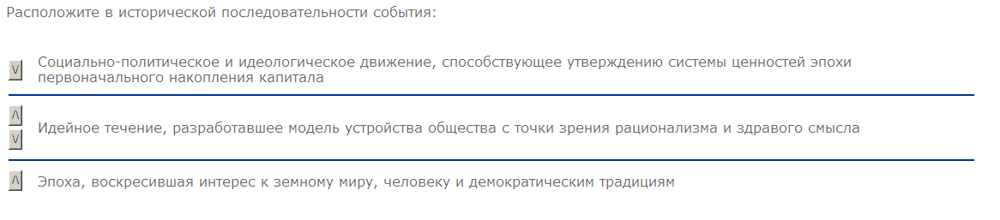 Расположите в исторической последовательности события:
V
Социально-политическое и идеологическое движение, способствующее утверждению системы ценностей эпохи
первоначального накопления капитала
Λ
V
Идейное течение, разработавшее модель устройства общества с точки зрения рационализма и здравого смысла
Λ
Эпоха, воскресившая интерес к земному миру, человеку и демократическим традициям